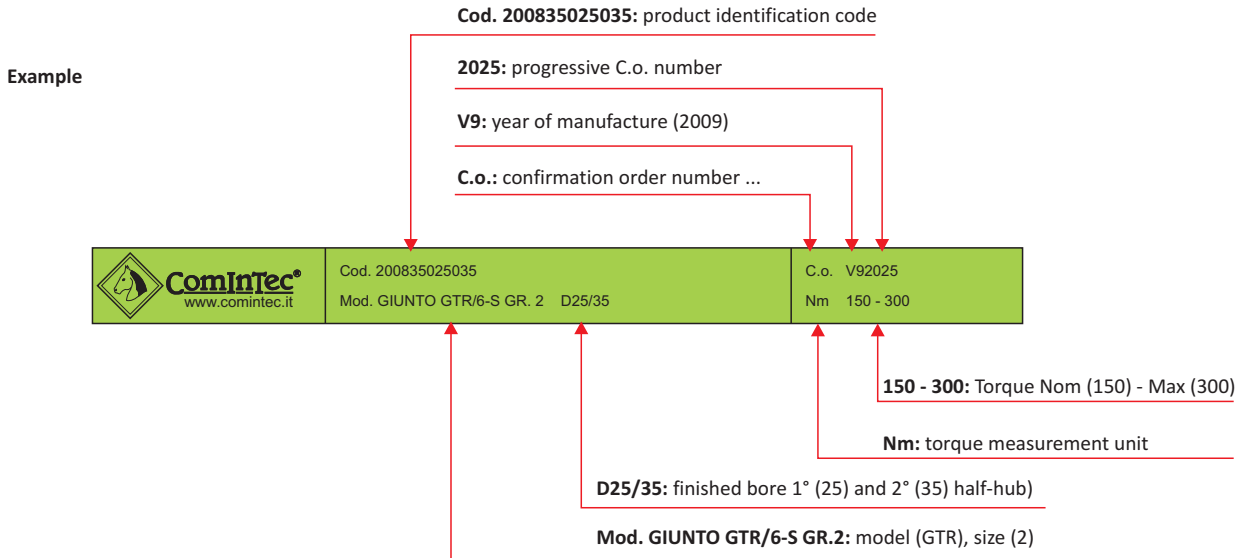 Cod. 200835025035: product identification code
Example
2025: progressive C.o. number
V9: year of manufacture (2009)
C.o.: confirmation order number ...
ComInTec®
www.comintec.it
Cod. 200835025035
Mod. GIUNTO GTR/6-S GR. 2 D25/35
C.o. V92025
Nm 150 - 300
150 - 300: Torque Nom (150) - Max (300)
Nm: torque measurement unit
D25/35: finished bore 1° (25) and 2° (35) half-hub)
Mod. GIUNTO GTR/6-S GR.2: model (GTR), size (2)